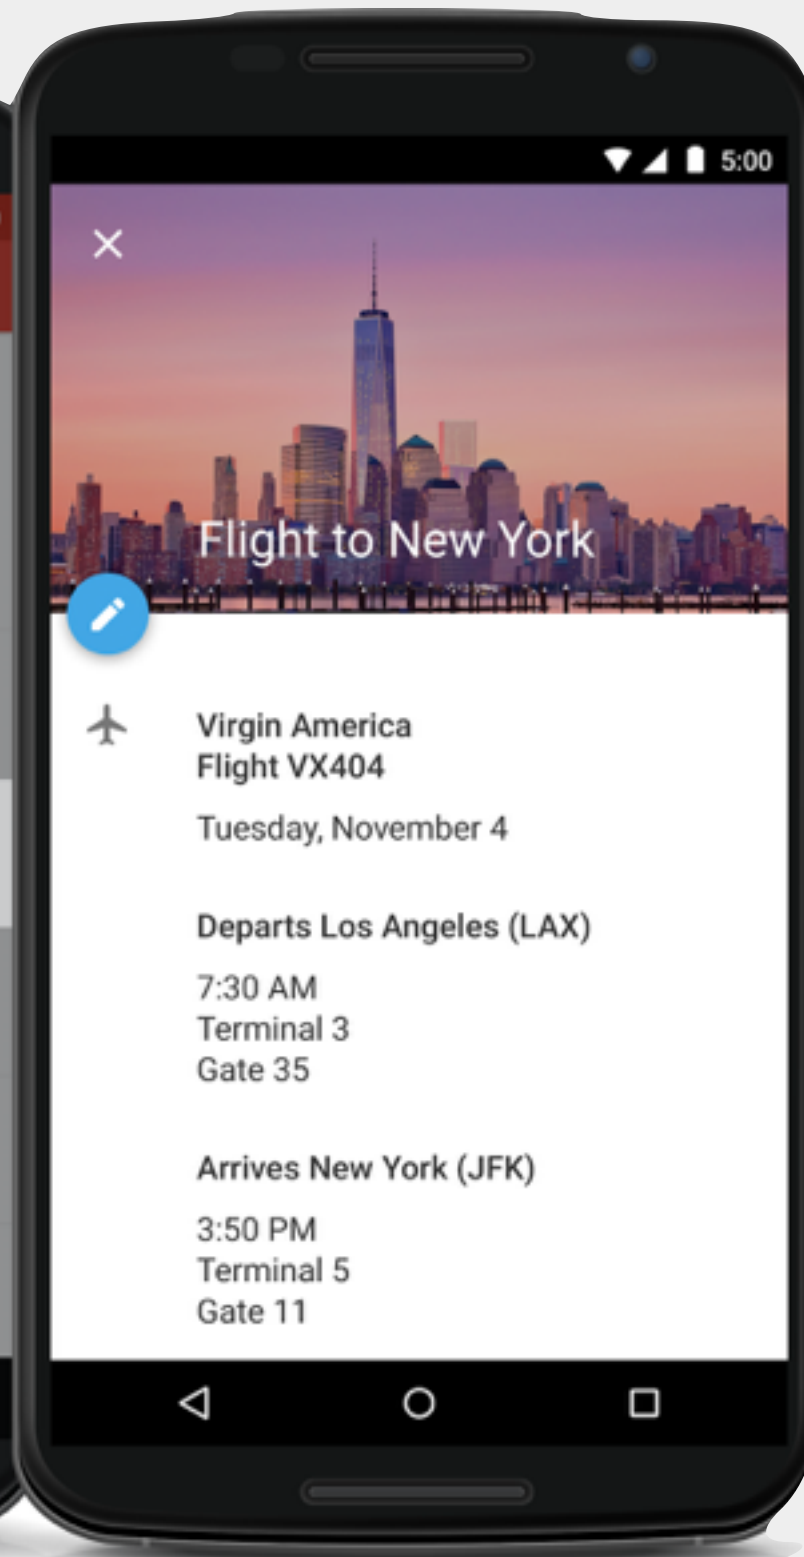 5:00
Flight to New York
Virgin America
Flight VX404
Tuesday, November 4
Departs Los Angeles (LAX)
7:30 AM
Terminal 3
Gate 35
Arrives New York (JFK)
3:50 PM
Terminal 5
Gate 11